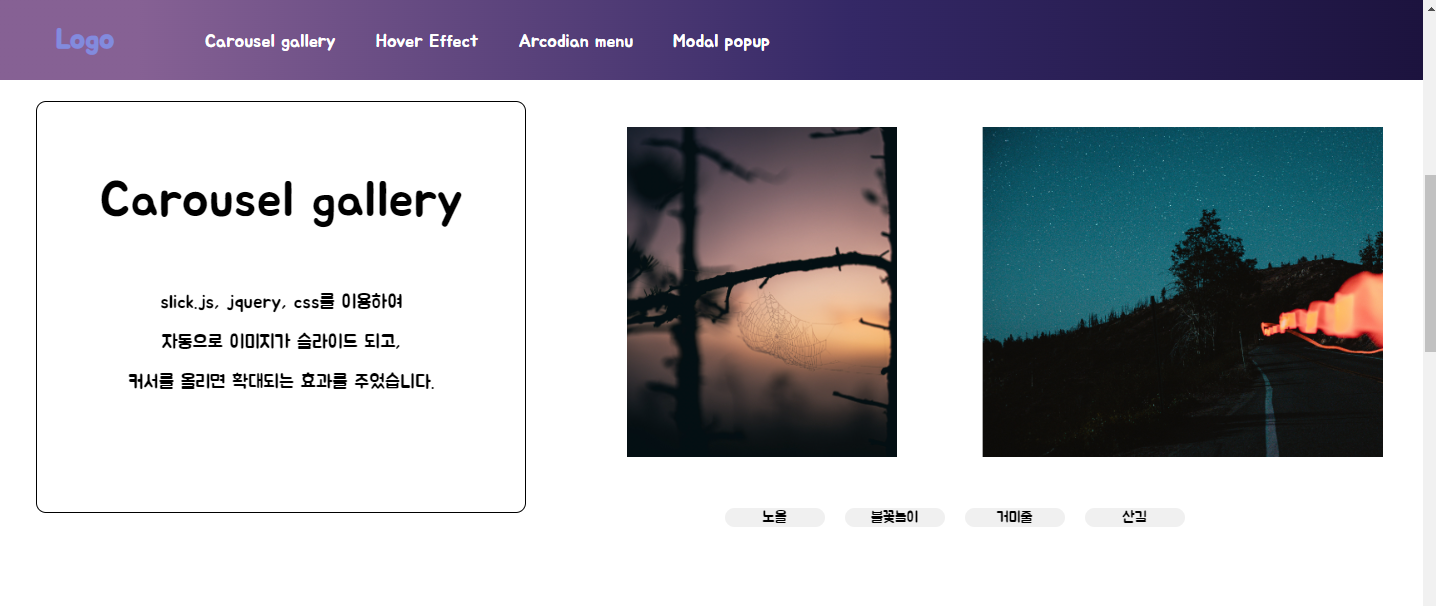 Logo
Carousel gallery
Hover Effect
Arcodian menu
Modal popup
Carousel gallery
slick.js, jquery, css를 이용하여
자동으로 이미지가 슬라이드 되고,
커서를 올리면 확대되는 효과를 주었습니다.
노을
불꽃놀이
거미줄
산길